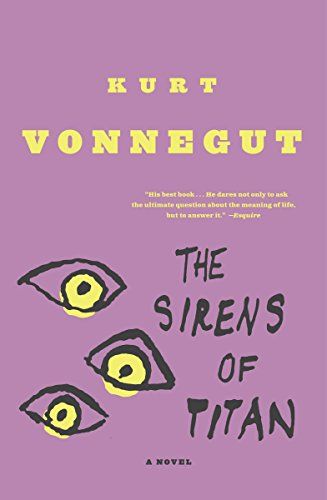 KURT
VONNEGUT
"His best book . . . He dares not only to ask
the ultimate question about the meaning of life,
but to answer it." —Esquire
THE
SIRENS
OF
TITAN
A NOVEL